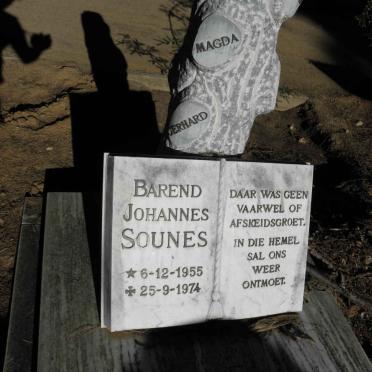 MAGDA
GERHARD
BAREND
JOHANNES
SOUNES
★ 6-12-1955
✠ 25-9-1974
DAAR WAS GEEN
VAARWEL OF
AFSKEIDSGROET.
IN DIE HEMEL
SAL ONS
WEER
ONTMOET.